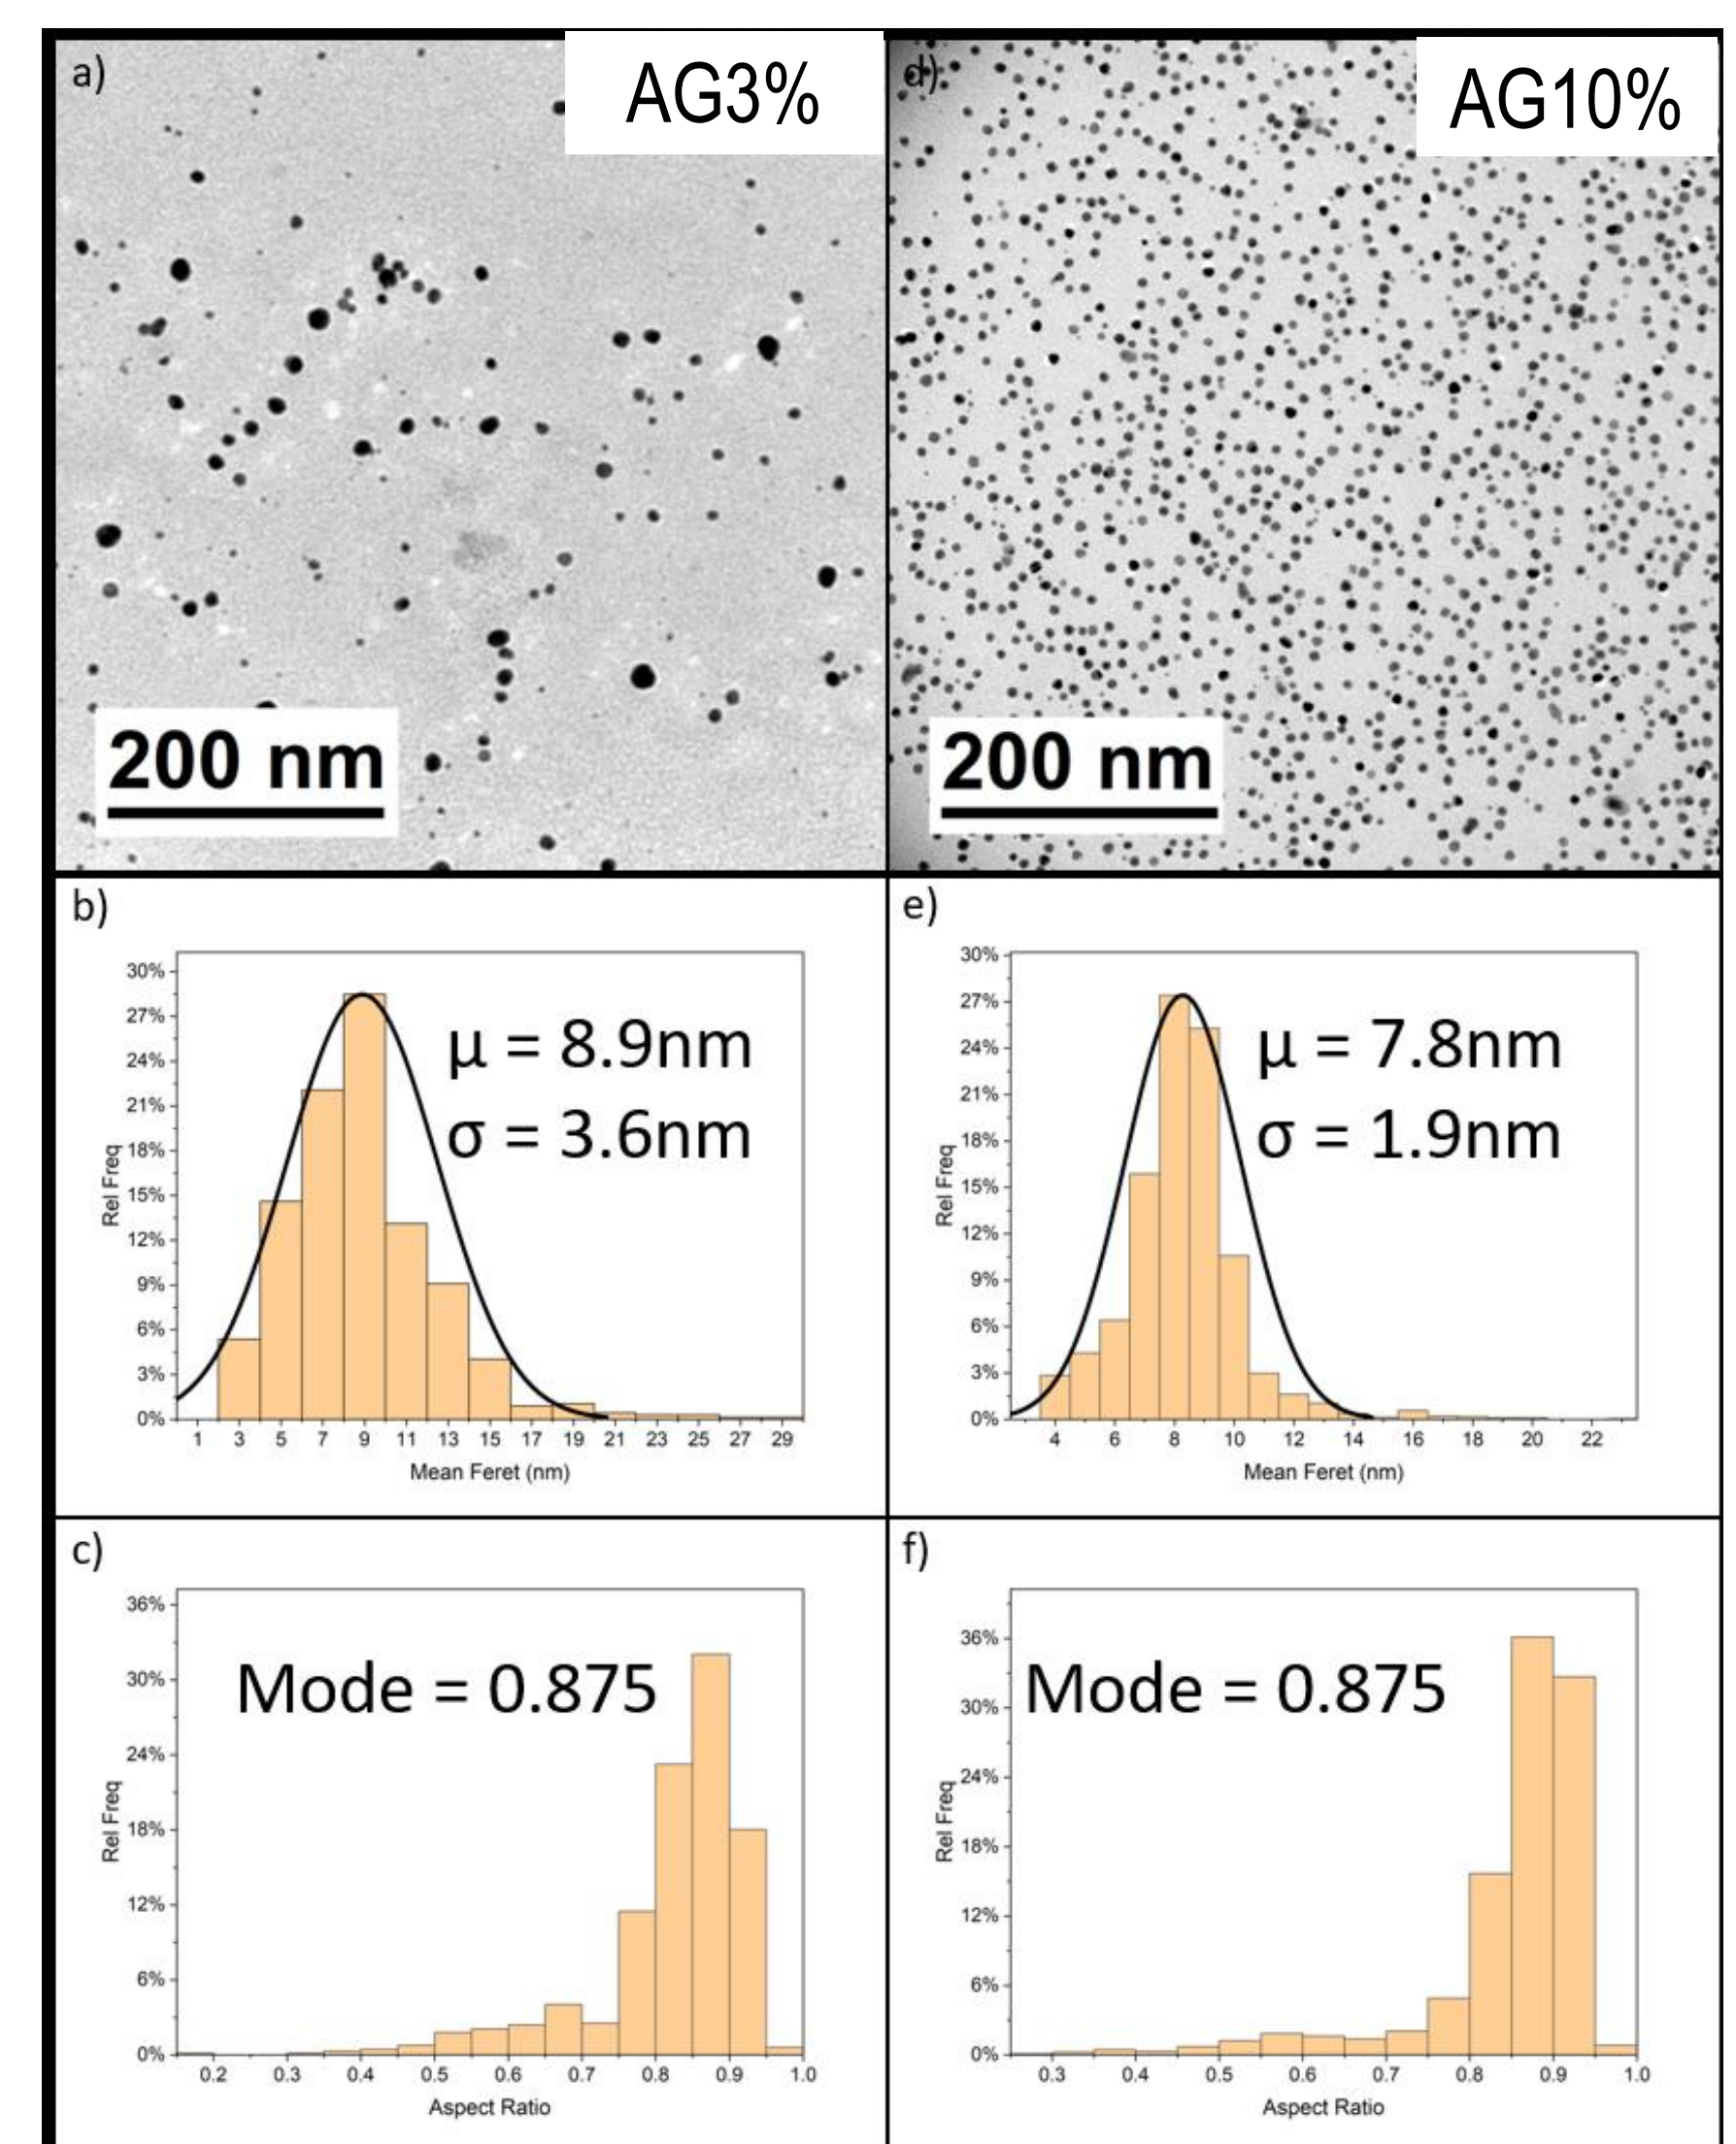 a)
AG3%
d)
AG10%
200 nm
200 nm
b)
30%
27%
24%
21%
18%
15%
12%
9%
6%
3%
0%
Rel Freq
μ = 8.9nm
σ = 3.6nm
1 3 5 7 9 11 13 15 17 19 21 23 25 27 29
Mean Feret (nm)
e)
30%
27%
24%
21%
18%
15%
12%
9%
6%
3%
0%
Rel Freq
μ = 7.8nm
σ = 1.9nm
4 6 8 10 12 14 16 18 20 22
Mean Feret (nm)
c)
36%
30%
24%
18%
12%
6%
0%
Rel Freq
Mode = 0.875
0.2 0.3 0.4 0.5 0.6 0.7 0.8 0.9 1.0
Aspect Ratio
f)
36%
30%
24%
18%
12%
6%
0%
Rel Freq
Mode = 0.875
0.3 0.4 0.5 0.6 0.7 0.8 0.9 1.0
Aspect Ratio